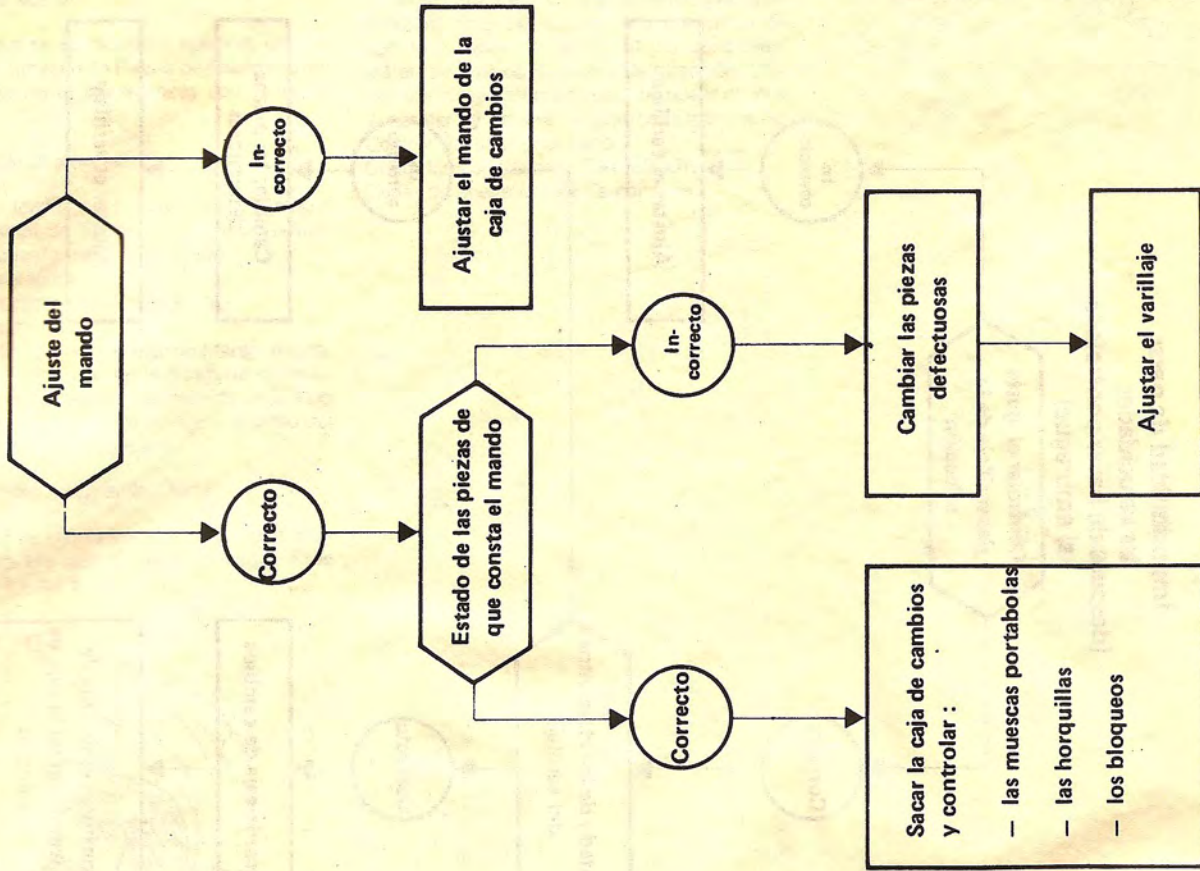 Ajuste del
mando
Correcto
In-
correcto
Ajustar el mando de la
caja de cambios
Estado de las piezas de
que consta el mando
Correcto
In-
correcto
Sacar la caja de cambios
y controlar :
– las muescas portabolas
– las horquillas
– los bloqueos
Cambiar las piezas
defectuosas
Ajustar el varillaje